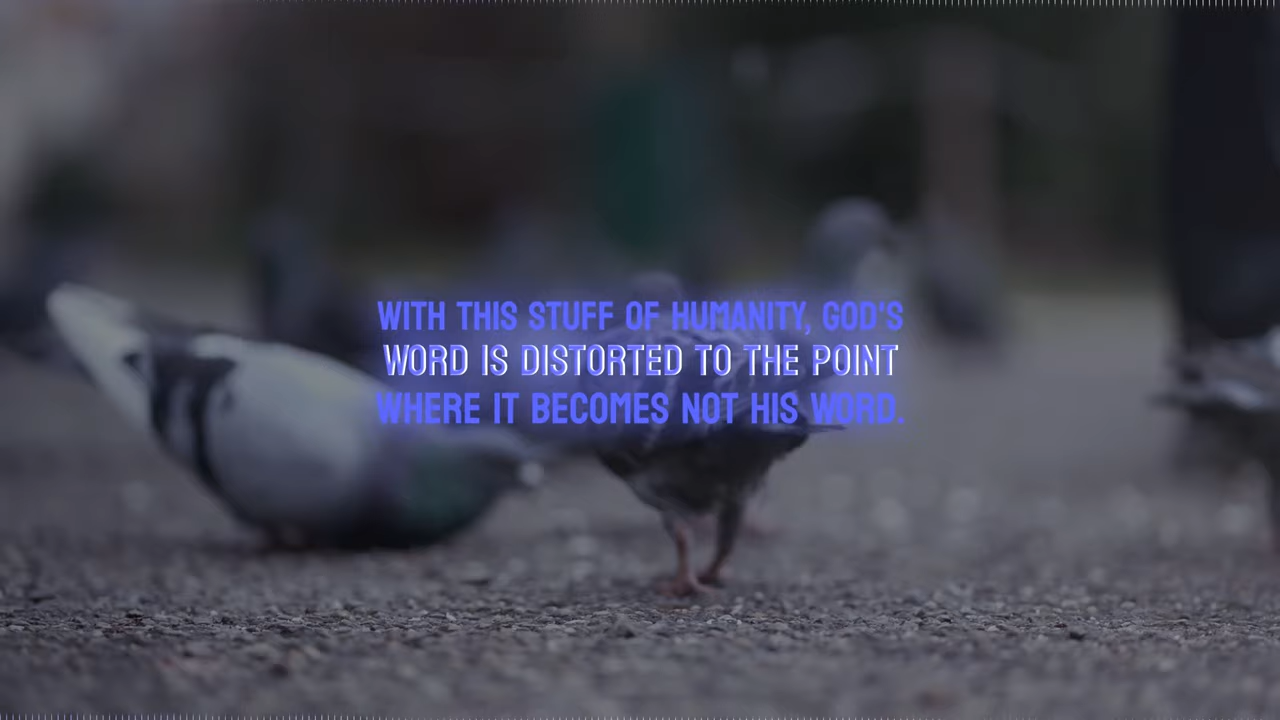 WITH THIS STUFF OF HUMANITY, GOD'S
WORD IS DISTORTED TO THE POINT
WHERE IT BECOMES NOT HIS WORD.